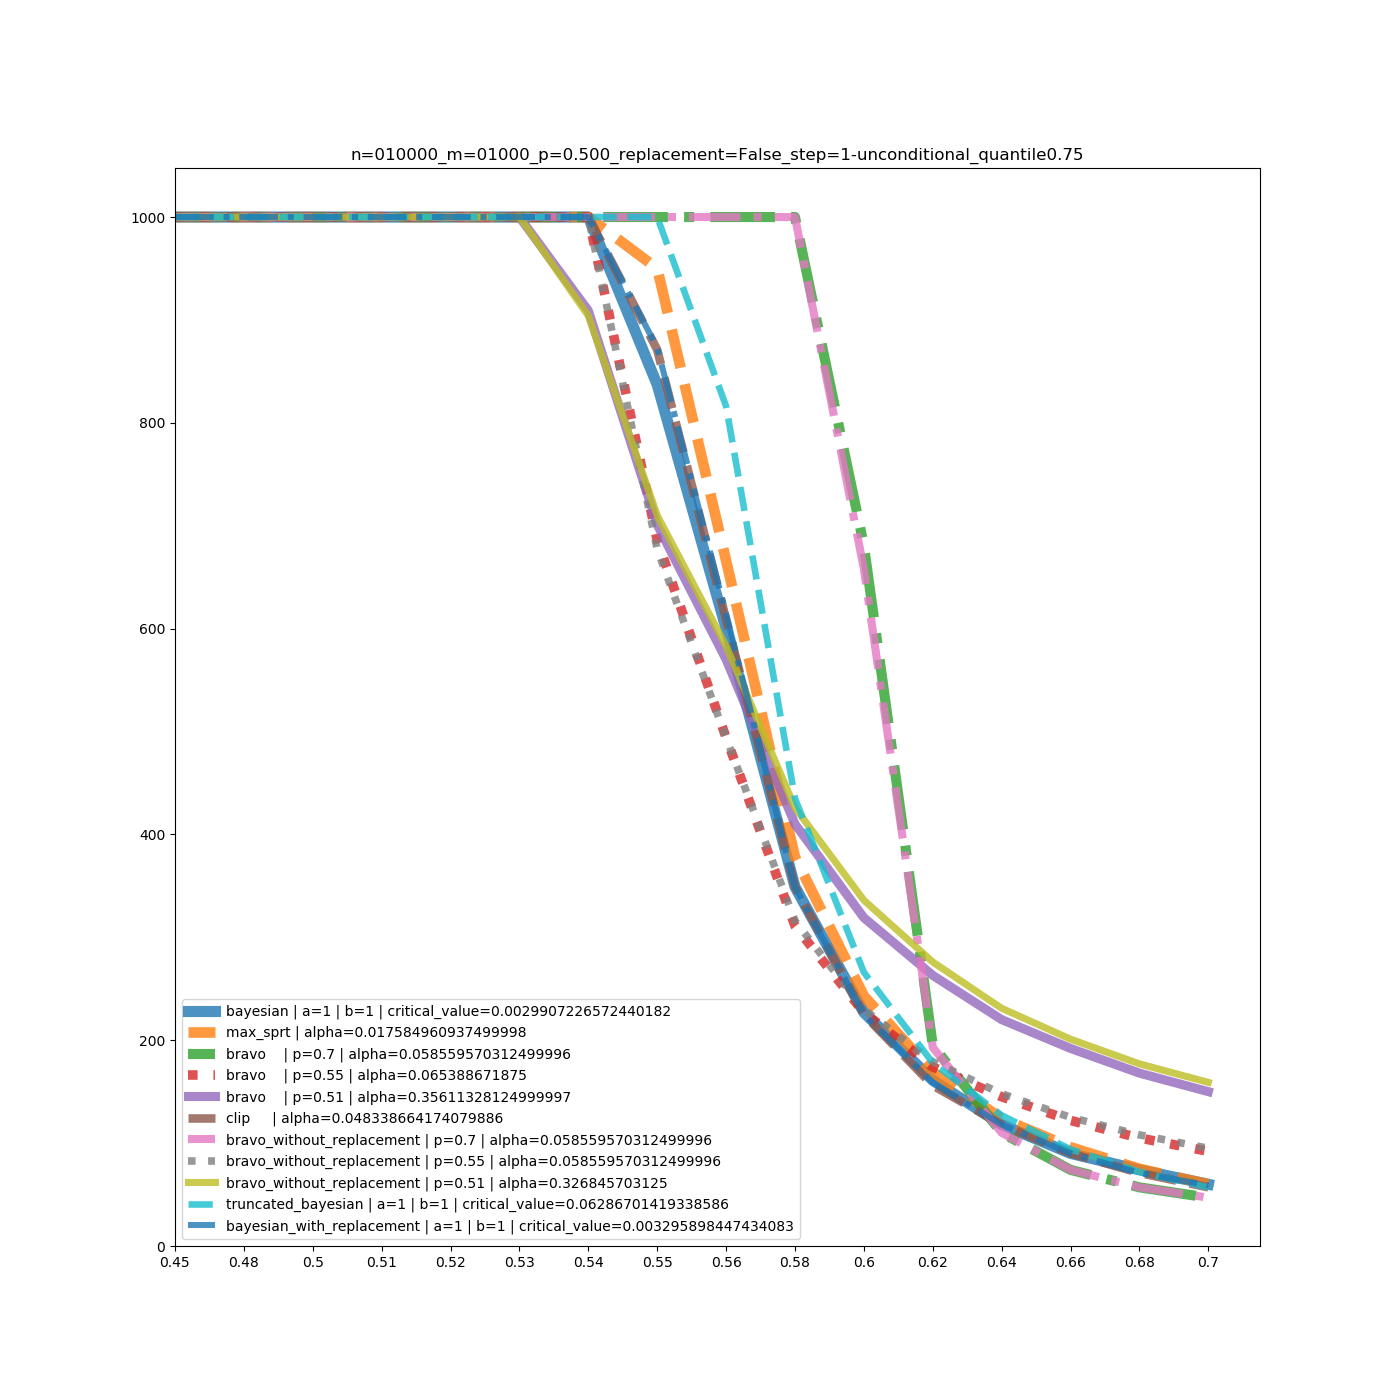 n=010000_m=01000_p=0.500_replacement=False_step=1-unconditional_quantile0.75
1000
800
600
400
200
0
bayesian | a=1 | b=1 | critical_value=0.0029907226572440182
max_sprt | alpha=0.017584960937499998
bravo | p=0.7 | alpha=0.058559570312499996
bravo | p=0.55 | alpha=0.065388671875
bravo | p=0.51 | alpha=0.35611328124999997
clip | alpha=0.048338664174079886
bravo_without_replacement | p=0.7 | alpha=0.058559570312499996
bravo_without_replacement | p=0.55 | alpha=0.058559570312499996
bravo_without_replacement | p=0.51 | alpha=0.326845703125
truncated_bayesian | a=1 | b=1 | critical_value=0.06286701419338586
bayesian_with_replacement | a=1 | b=1 | critical_value=0.003295898447434083
0.45 0.48 0.5 0.51 0.52 0.53 0.54 0.55 0.56 0.58 0.6 0.62 0.64 0.66 0.68 0.7